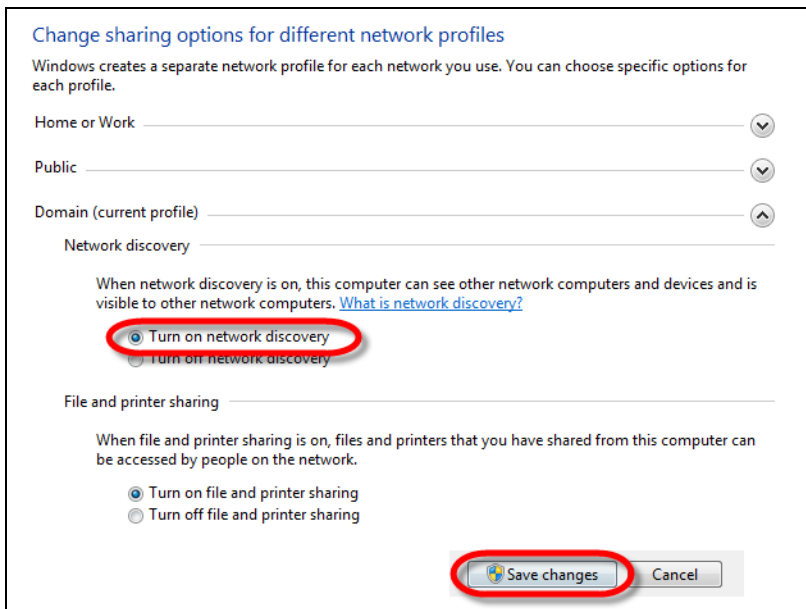 Change sharing options for different network profiles
Windows creates a separate network profile for each network you use. You can choose specific options for
each profile.
Home or Work
Public
Domain (current profile)
Network discovery
When network discovery is on, this computer can see other network computers and devices and is
visible to other network computers. What is network discovery?
Turn on network discovery
Turn off network discovery
File and printer sharing
When file and printer sharing is on, files and printers that you have shared from this computer can
be accessed by people on the network.
Turn on file and printer sharing
Turn off file and printer sharing
Save changes Cancel